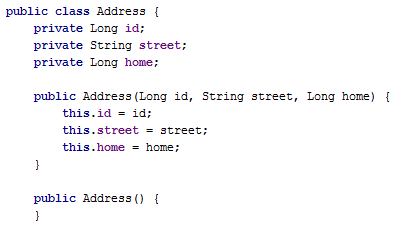 public class Address {
    private Long id;
    private String street;
    private Long home;

    public Address(Long id, String street, Long home) {
        this.id = id;
        this.street = street;
        this.home = home;
    }

    public Address() {
    }